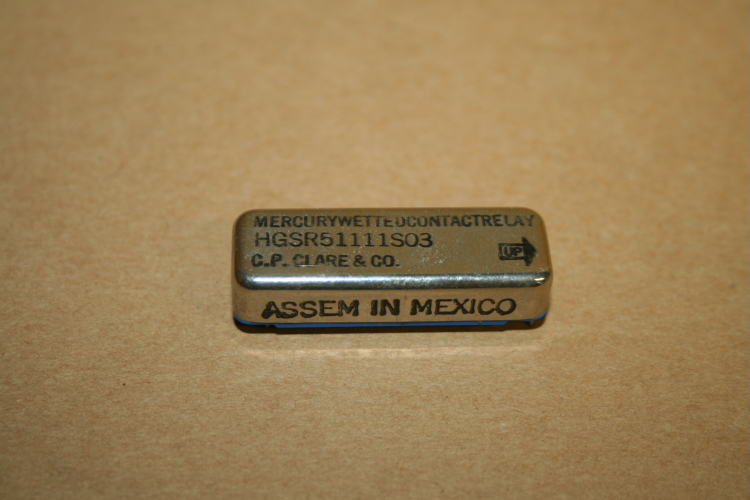 MERCURYWETTEDCONTACTRELAY
HGSR51111S03
UP
C.P. CLARE & CO.
ASSEM IN MEXICO